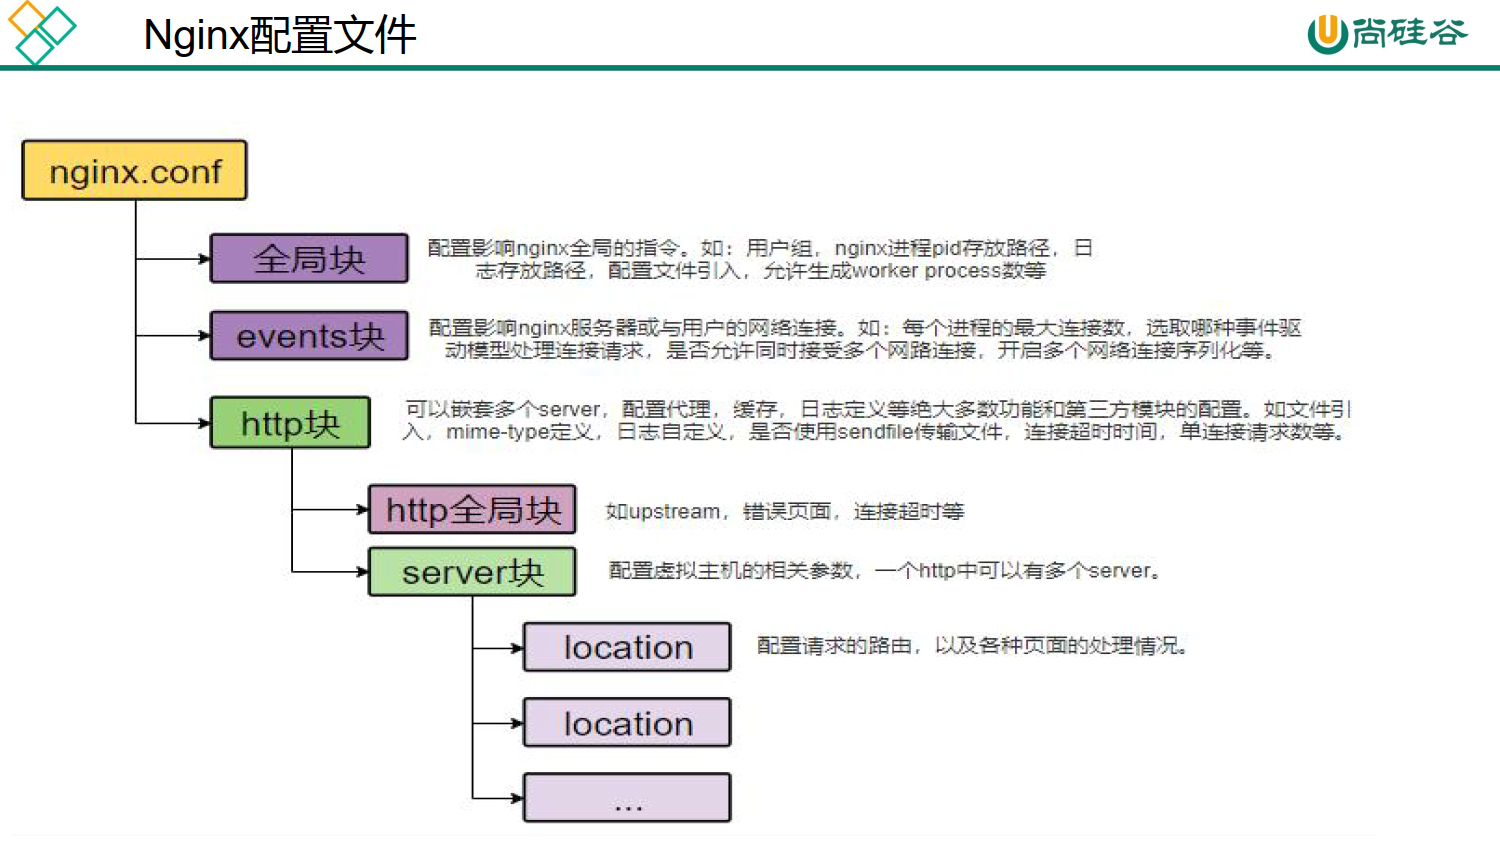 Nginx配置文件
尚硅谷
nginx.conf
全局块
配置影响nginx全局的指令。如：用户组，nginx进程pid存放路径，日
志存放路径，配置文件引入，允许生成worker process数等
events块
配置影响nginx服务器或与用户的网络连接。如：每个进程的最大连接数，选取哪种事件驱
动模型处理连接请求，是否允许同时接受多个网路连接，开启多个网络连接序列化等。
http块
可以嵌套多个server，配置代理，缓存，日志定义等绝大多数功能和第三方模块的配置。如文件引
入，mime-type定义，日志自定义，是否使用sendfile传输文件，连接超时时间，单连接请求数等。
http全局块
如upstream，错误页面，连接超时等
server块
配置虚拟主机的相关参数，一个http中可以有多个server。
location
配置请求的路由，以及各种页面的处理情况。
location
...